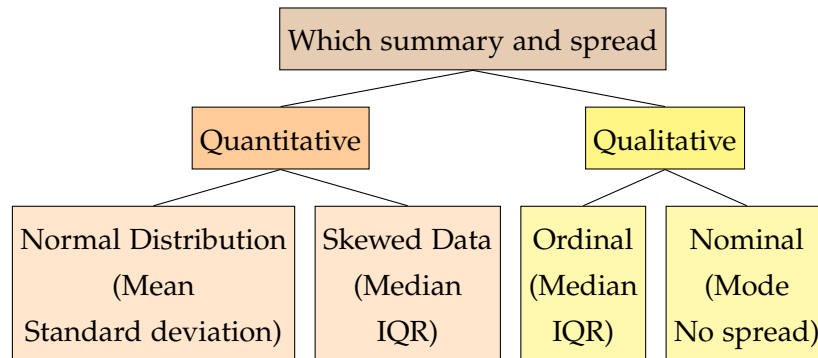 Which summary and spread
Quantitative
Qualitative
Normal Distribution
(Mean
Standard deviation)
Skewed Data
(Median
IQR)
Ordinal
(Median
IQR)
Nominal
(Mode
No spread)